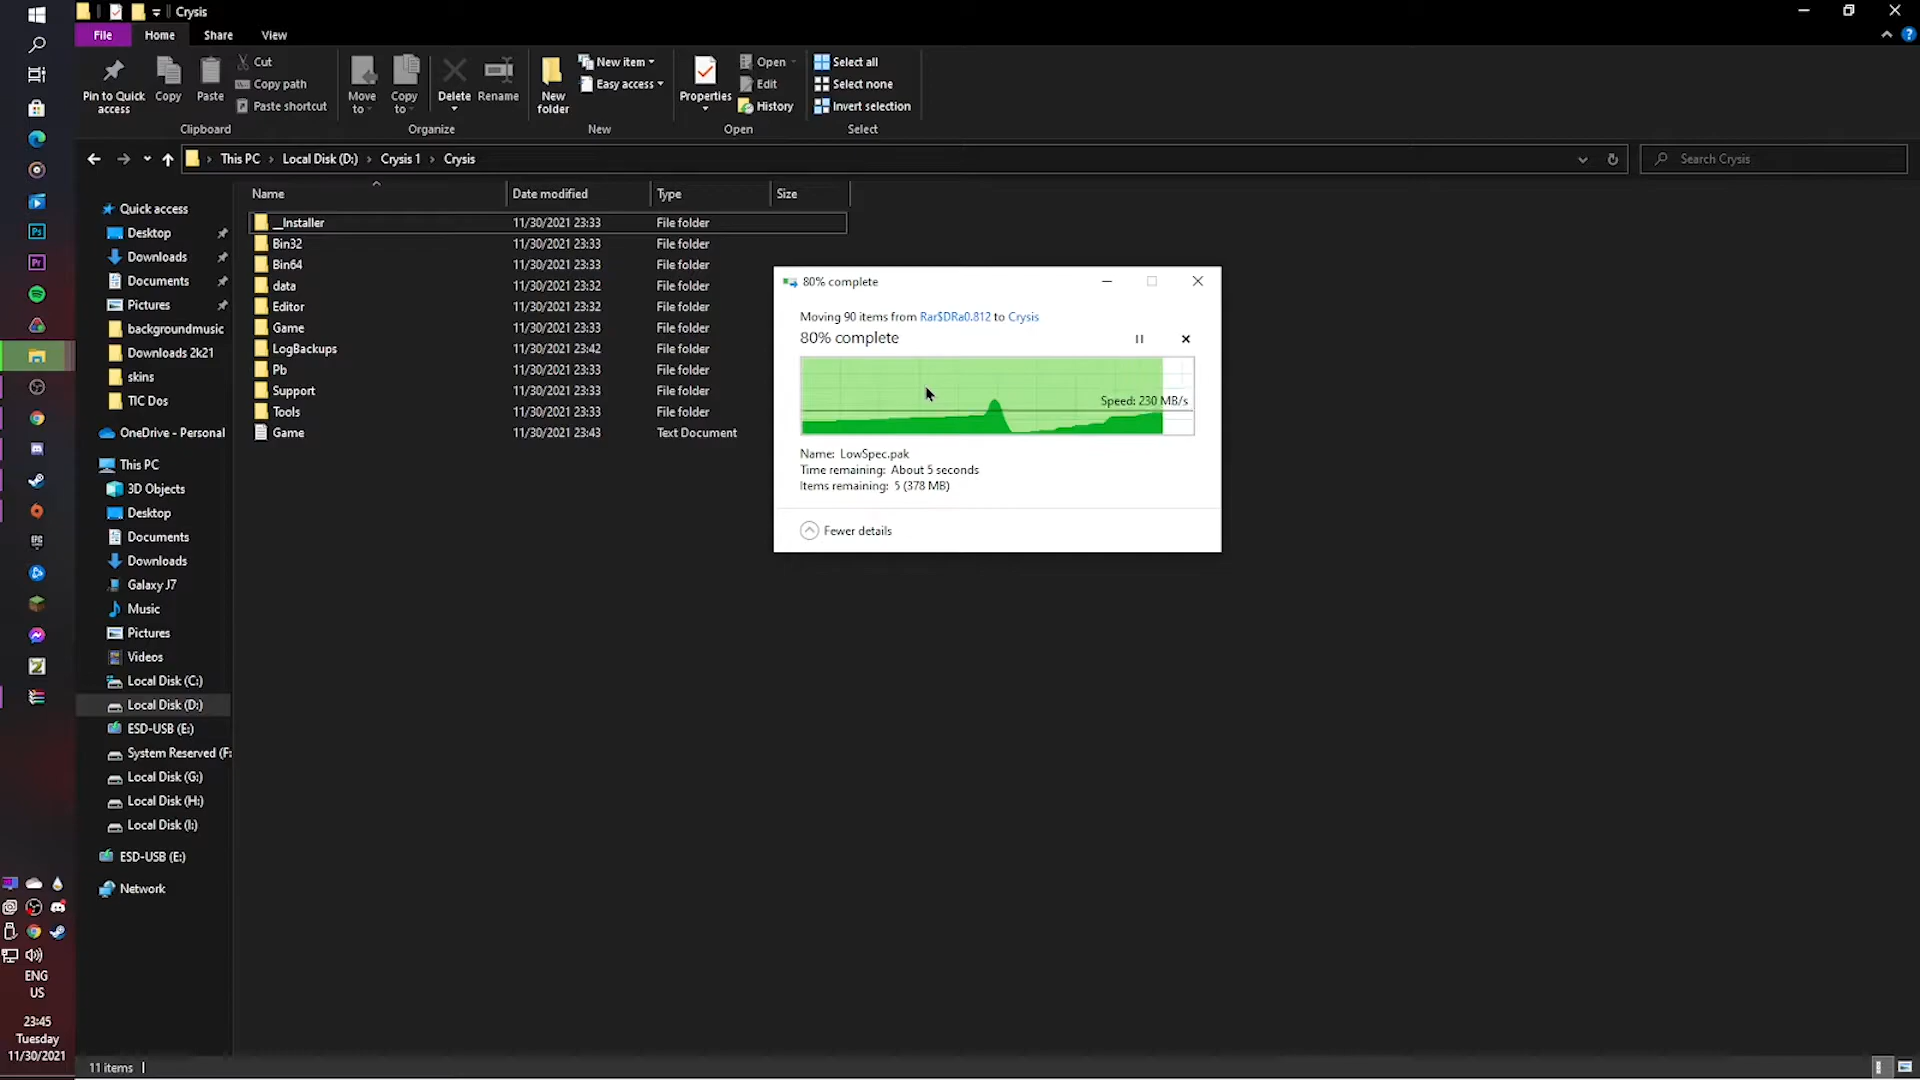 Crysis
File
Home
Share
View
Pin to Quick access
Copy
Paste
Cut
Copy path
Paste shortcut
Clipboard
Move to
Copy to
Delete
Rename
Organize
New folder
New item
Easy access
New
Properties
Open
Edit
History
Open
Select all
Select none
Invert selection
Select
This PC › Local Disk (D:) › Crysis 1 › Crysis
Search Crysis
Name Date modified Type Size
__Installer 11/30/2021 23:33 File folder
Bin32 11/30/2021 23:33 File folder
Bin64 11/30/2021 23:33 File folder
data 11/30/2021 23:32 File folder
Editor 11/30/2021 23:32 File folder
Game 11/30/2021 23:33 File folder
LogBackups 11/30/2021 23:42 File folder
Pb 11/30/2021 23:33 File folder
Support 11/30/2021 23:33 File folder
Tools 11/30/2021 23:33 File folder
Game 11/30/2021 23:43 Text Document
Quick access
Desktop
Downloads
Documents
Pictures
backgroundmusic
Downloads 2k21
skins
TIC Dos
OneDrive - Personal
This PC
3D Objects
Desktop
Documents
Downloads
Galaxy J7
Music
Pictures
Videos
Local Disk (C:)
Local Disk (D:)
ESD-USB (E:)
System Reserved (F:
Local Disk (G:)
Local Disk (H:)
Local Disk (I:)
ESD-USB (E:)
Network
80% complete
Moving 90 items from Rar$DRa0.812 to Crysis
80% complete
Speed: 230 MB/s
Name: LowSpec.pak
Time remaining: About 5 seconds
Items remaining: 5 (378 MB)
Fewer details
Ps
Pr
EPIC
ENG
US
23:45
Tuesday
11/30/2021
11 items